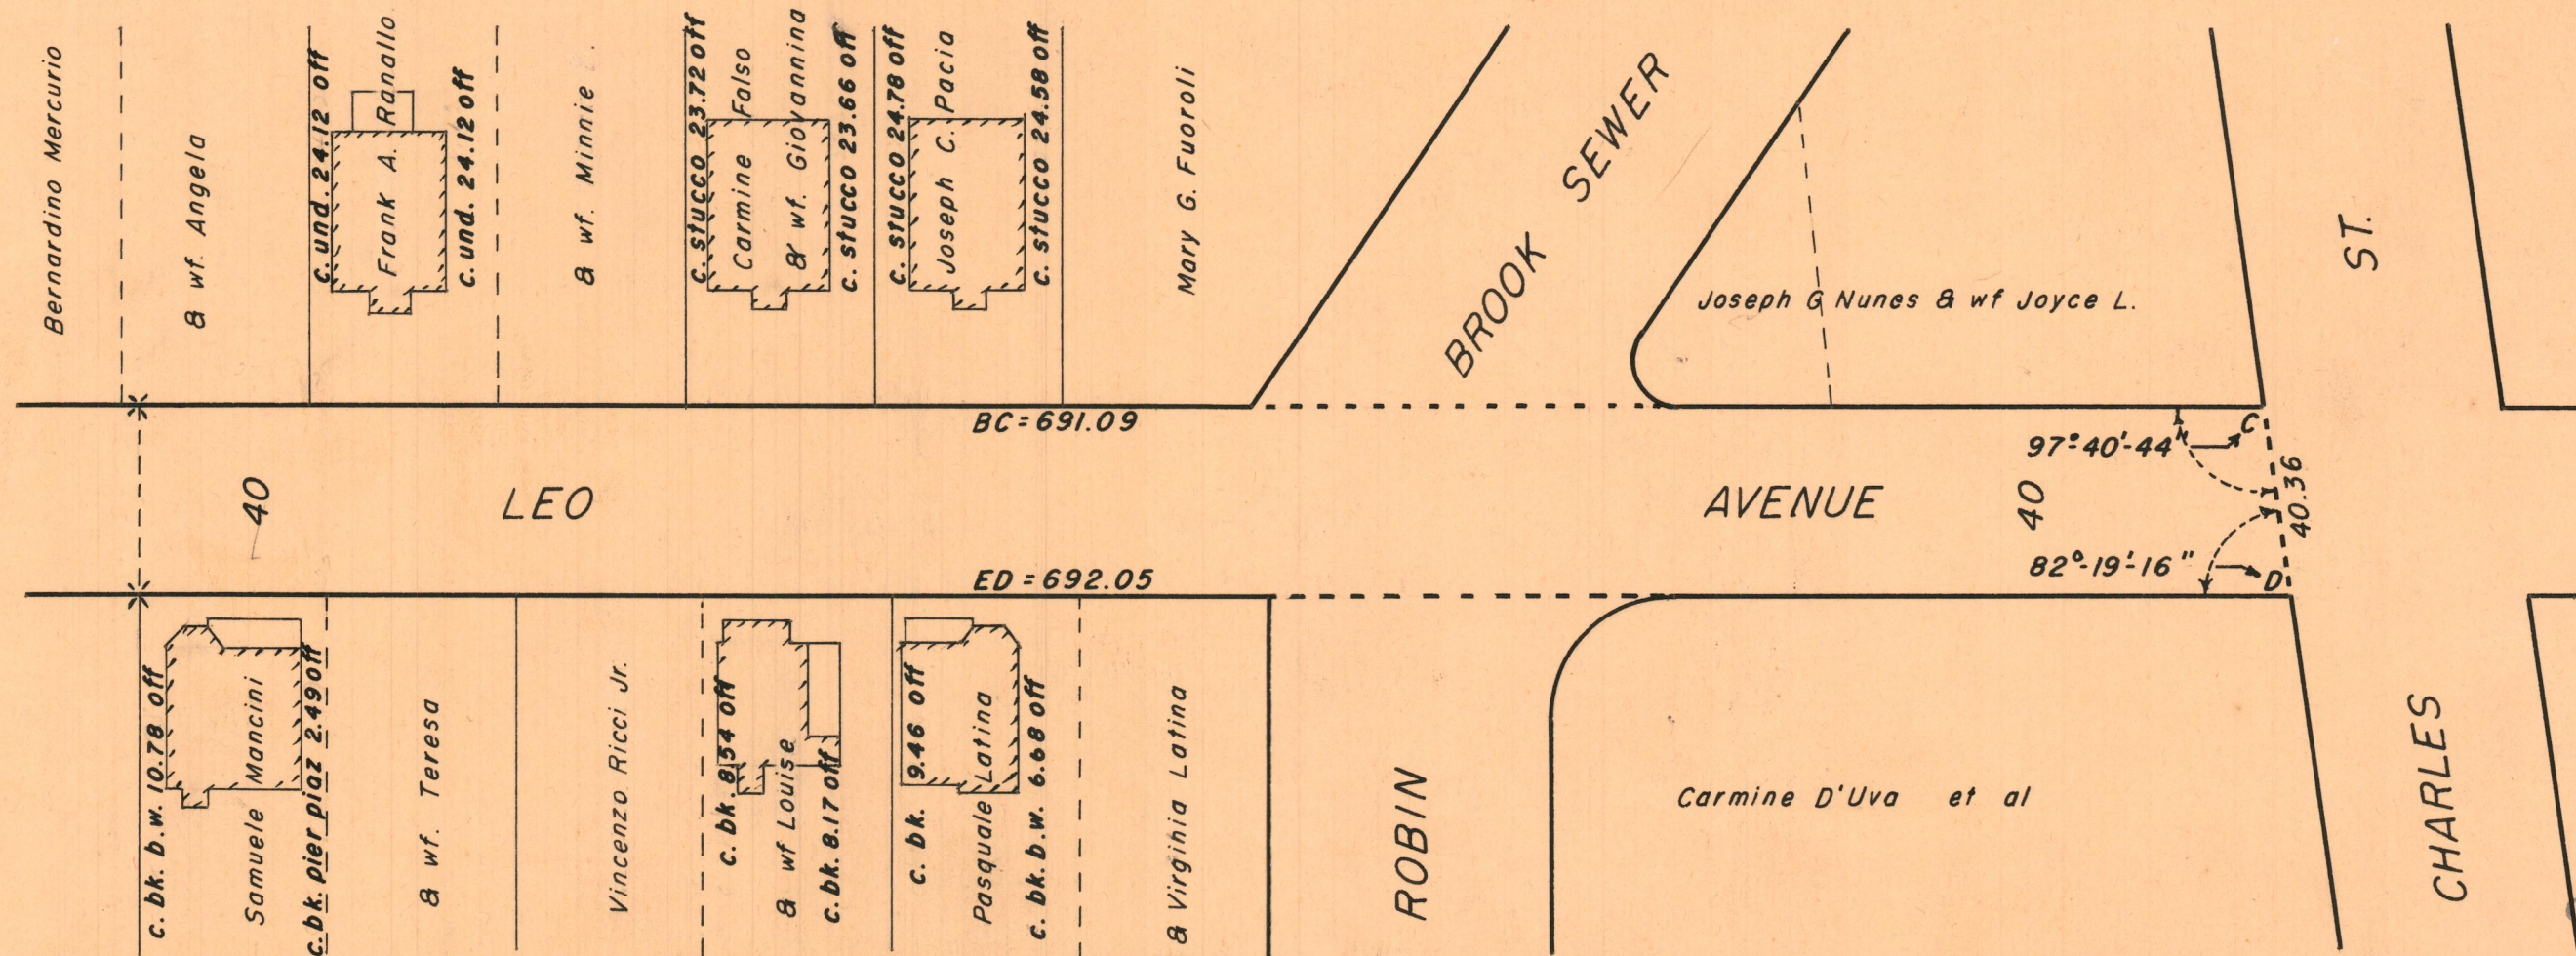 Bernardino Mercurio
& wf. Angela
c. und. 24.12 off
Frank A. Ranallo
c. und. 24.12 off
& wf. Minnie
c. stucco 23.72 off
Carmine Falso
& wf. Giovannina
c. stucco 23.66 off
c. stucco 24.78 off
Joseph C. Pacia
c. stucco 24.58 off
Mary G. Fuoroli
BROOK SEWER
Joseph G Nunes & wf Joyce L.
ST.
BC = 691.09
97°-40'-44"
C
40
LEO
AVENUE
40
40.36
ED = 692.05
82°-19'-16"
D
c. bk. b.w. 10.78 off
Samuele Mancini
c. bk. pier piaz 2.49 off
& wf. Teresa
Vincenzo Ricci Jr.
c. bk. 8.54 off
& wf Louise
c. bk. 8.17 off
c. bk. 9.46 off
Pasquale Latina
c. bk. b.w. 6.68 off
& Virginia Latina
ROBIN
Carmine D'Uva et al
CHARLES